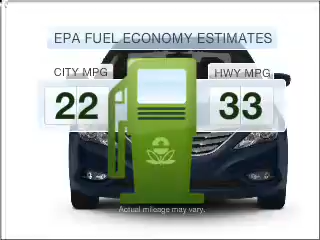 EPA FUEL ECONOMY ESTIMATES
CITY MPG HWY MPG
22 33
Actual mileage may vary.